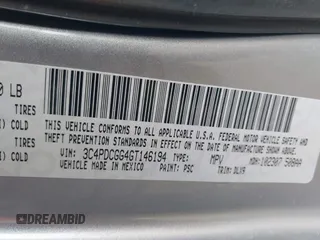 0 LB
TIRES
COLD
TIRES
COLD
THIS VEHICLE CONFORMS TO ALL APPLICABLE U.S.A. FEDERAL MOTOR VEHICLE SAFETY AND
THEFT PREVENTION STANDARDS IN EFFECT ON THE DATE OF MANUFACTURE SHOWN ABOVE.
VIN: 3C4PDCGG4GT146194 TYPE: MPV MDH:
VEHICLE MADE IN MEXICO PAINT: PSC TRIM: DLX9
DREAMBID